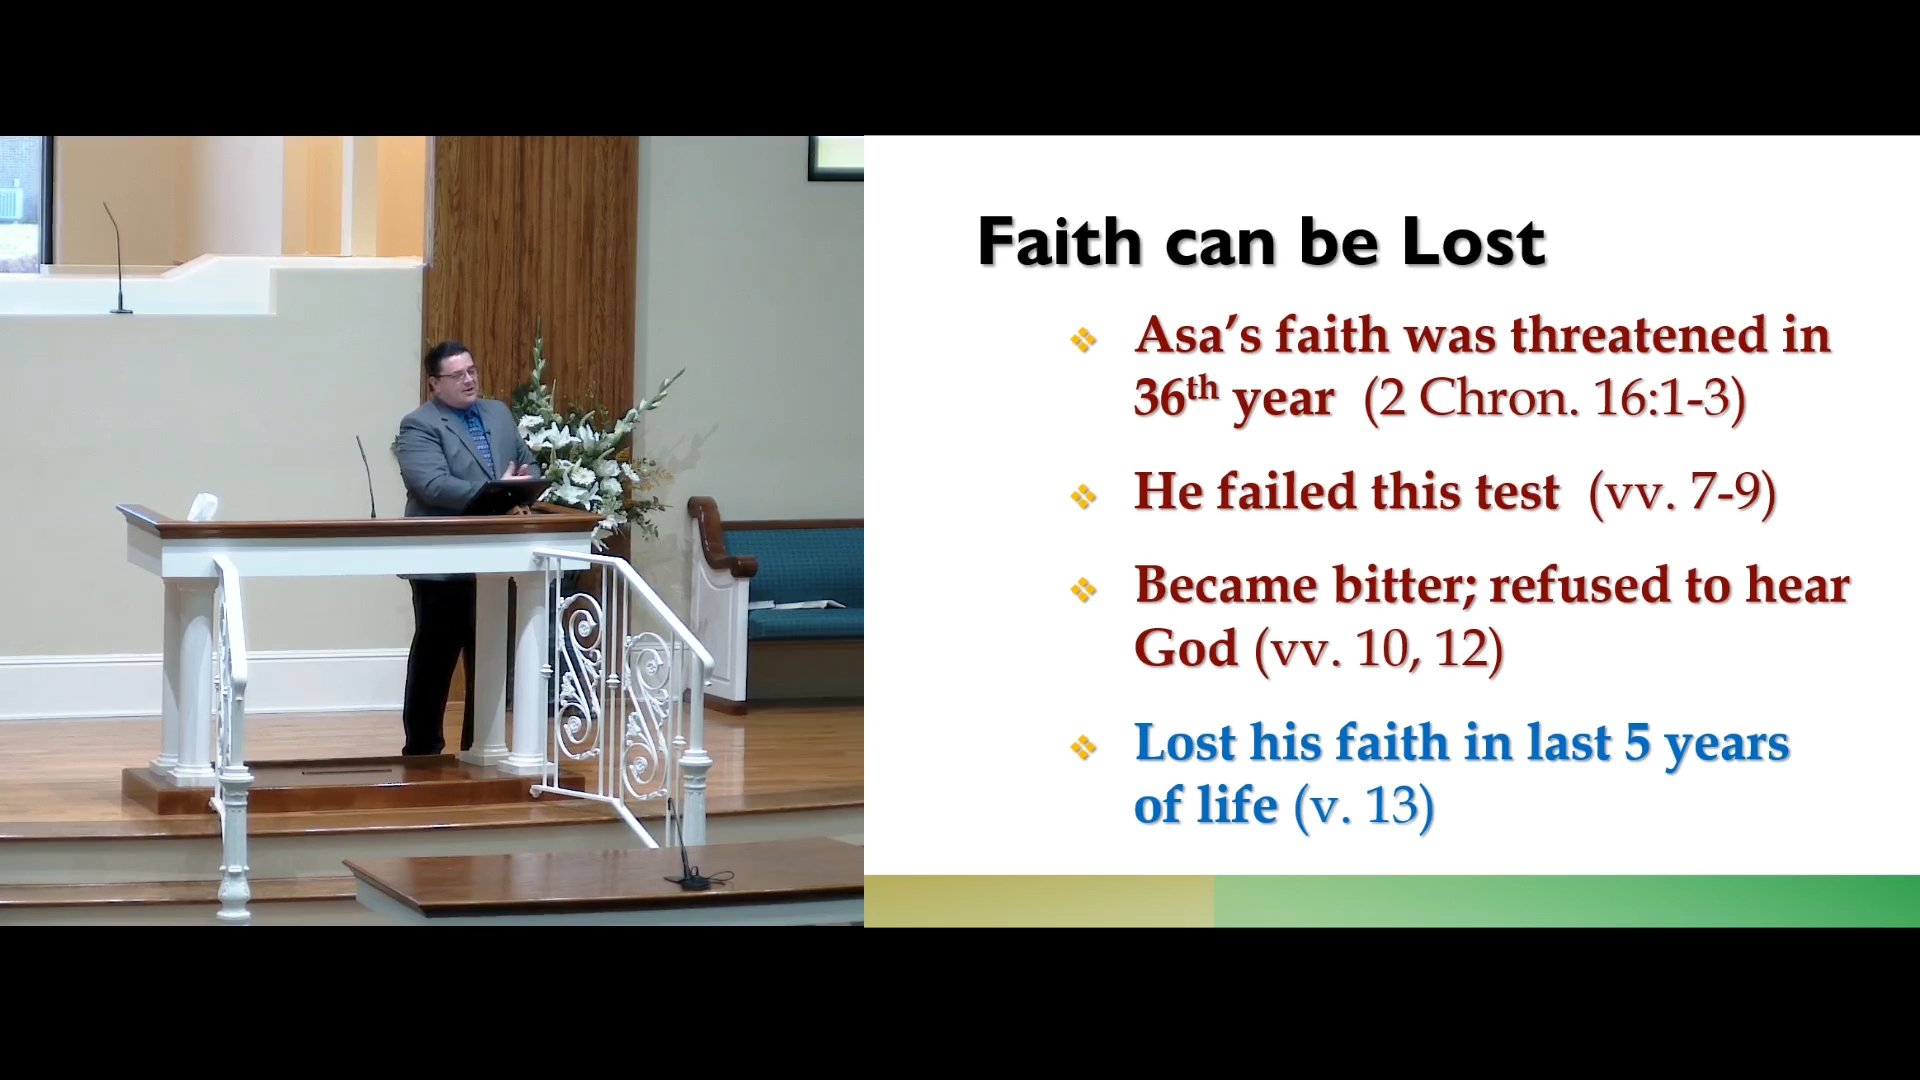 Faith can be Lost
Asa’s faith was threatened in
36th year (2 Chron. 16:1-3)
He failed this test (vv. 7-9)
Became bitter; refused to hear
God (vv. 10, 12)
Lost his faith in last 5 years
of life (v. 13)